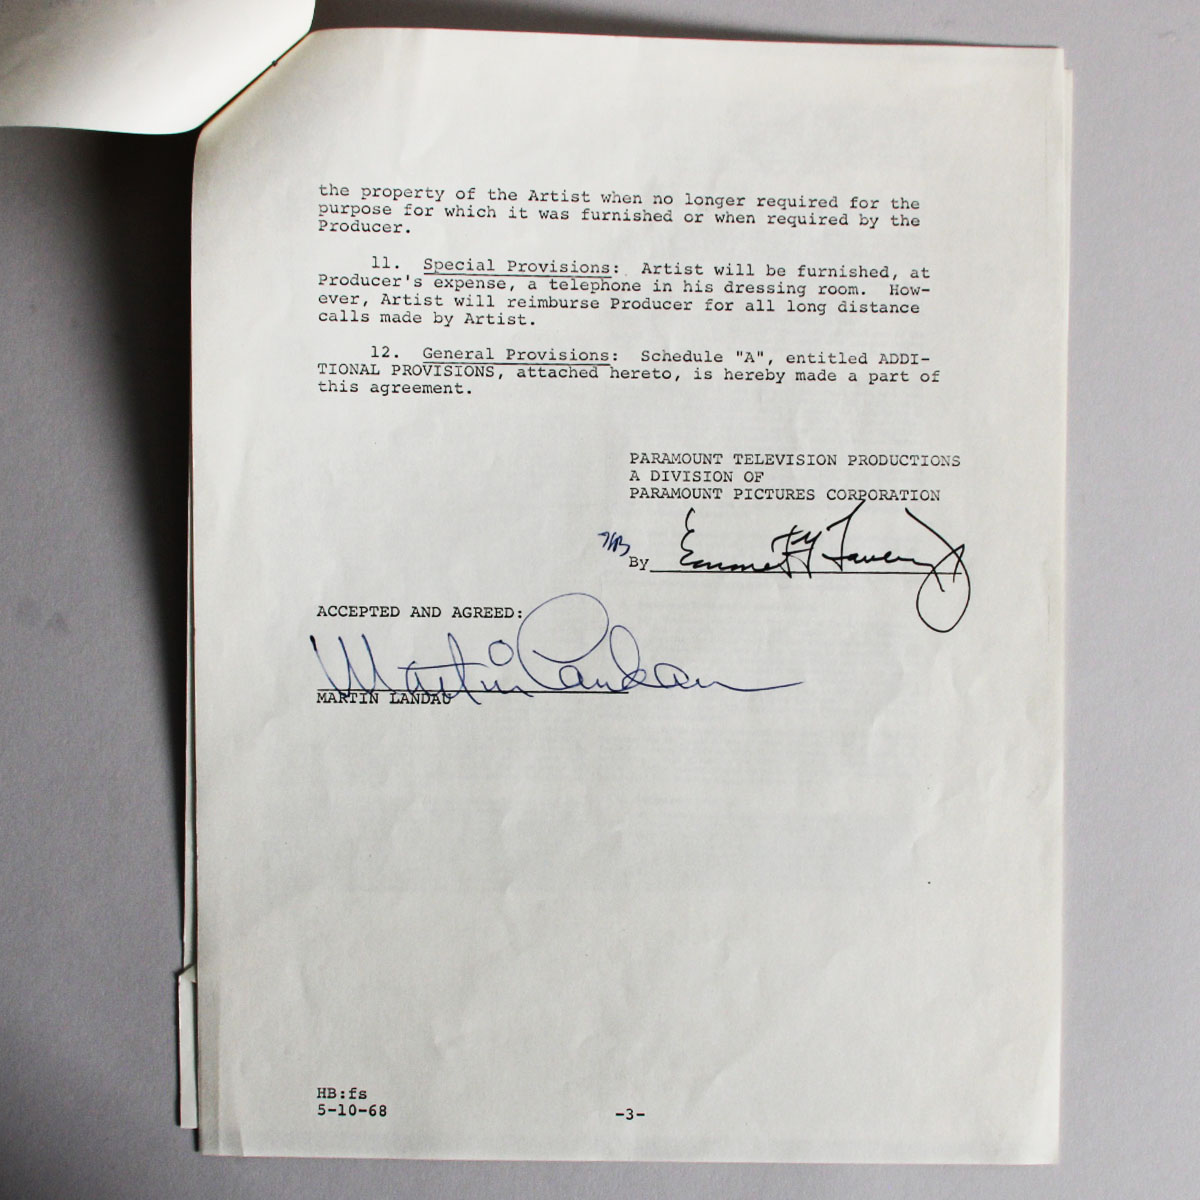 the property of the Artist when no longer required for the
purpose for which it was furnished or when required by the
Producer.
11. Special Provisions: Artist will be furnished, at
Producer's expense, a telephone in his dressing room. How-
ever, Artist will reimburse Producer for all long distance
calls made by Artist.
12. General Provisions: Schedule "A", entitled ADDI-
TIONAL PROVISIONS, attached hereto, is hereby made a part of
this agreement.
PARAMOUNT TELEVISION PRODUCTIONS
A DIVISION OF
PARAMOUNT PICTURES CORPORATION
HB
By Emmet
ACCEPTED AND AGREED:
Martin Landau
MARTIN LANDAU
HB:fs
5-10-68
-3-